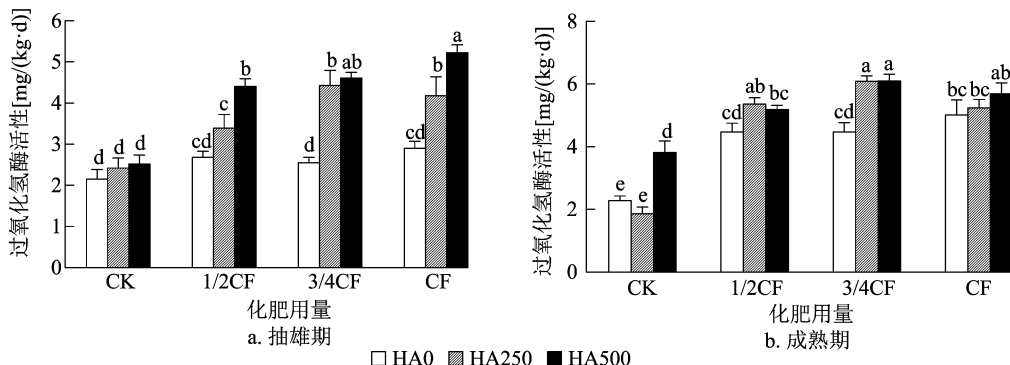 过氧化氢酶活性[mg/(kg·d)]
6
5
4
3
2
1
0
d d d
cd c b
d b ab
cd b a
CK 1/2CF 3/4CF CF
化肥用量
a. 抽雄期
过氧化氢酶活性[mg/(kg·d)]
8
6
4
2
0
e e d
cd ab bc
cd a a
bc bc ab
CK 1/2CF 3/4CF CF
化肥用量
b. 成熟期
HA0 HA250 HA500